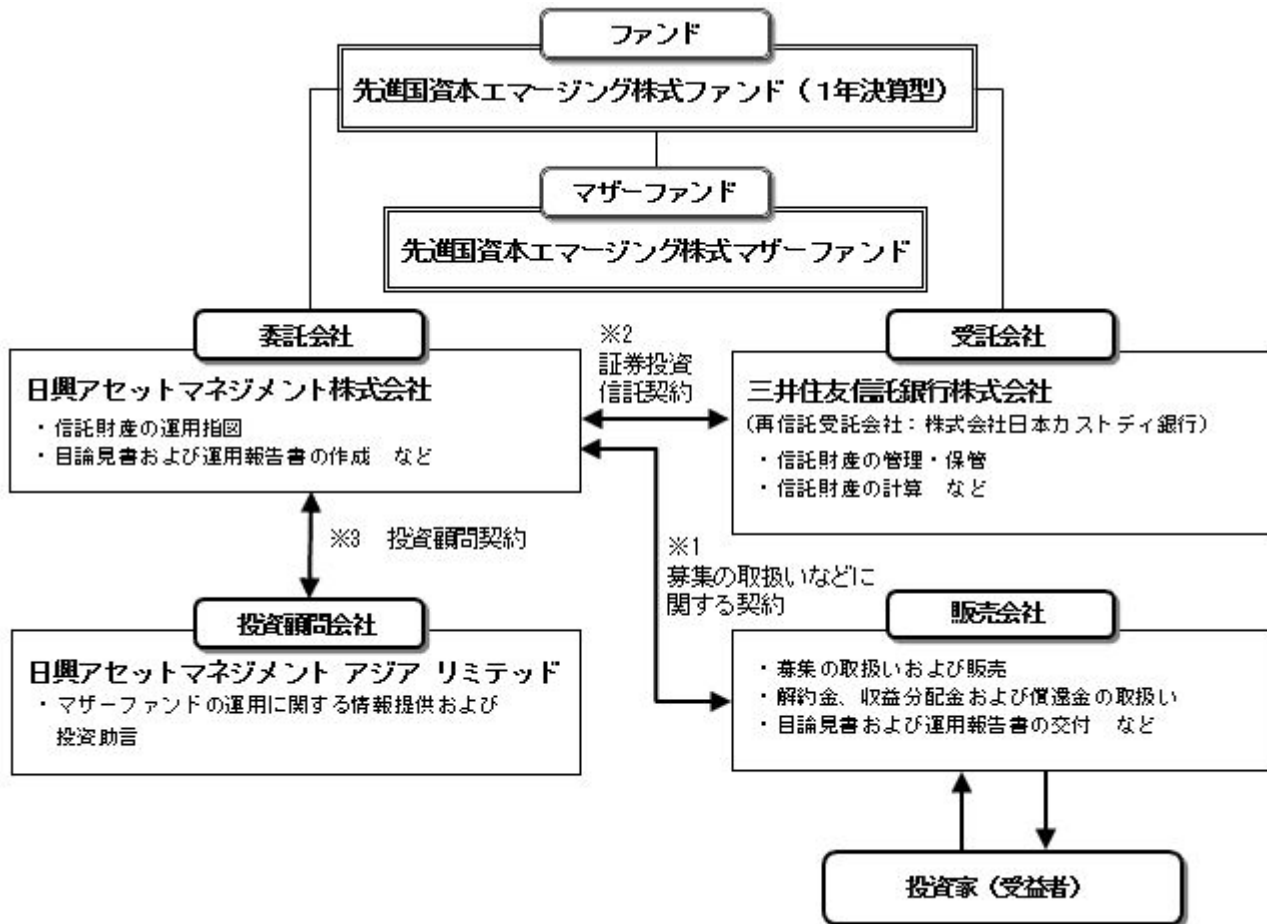 ファンド
先進国資本エマージング株式ファンド（１年決算型）
マザーファンド
先進国資本エマージング株式マザーファンド
委託会社
日興アセットマネジメント株式会社
・信託財産の運用指図
・目論見書および運用報告書の作成　など
※2
証券投資
信託契約
受託会社
三井住友信託銀行株式会社
（再信託受託会社：株式会社日本カストディ銀行）
・信託財産の管理・保管
・信託財産の計算　など
※3　投資顧問契約
※1
募集の取扱いなどに
関する契約
投資顧問会社
日興アセットマネジメント アジア リミテッド
・マザーファンドの運用に関する情報提供および
投資助言
販売会社
・募集の取扱いおよび販売
・解約金、収益分配金および償還金の取扱い
・目論見書および運用報告書の交付　など
投資家（受益者）